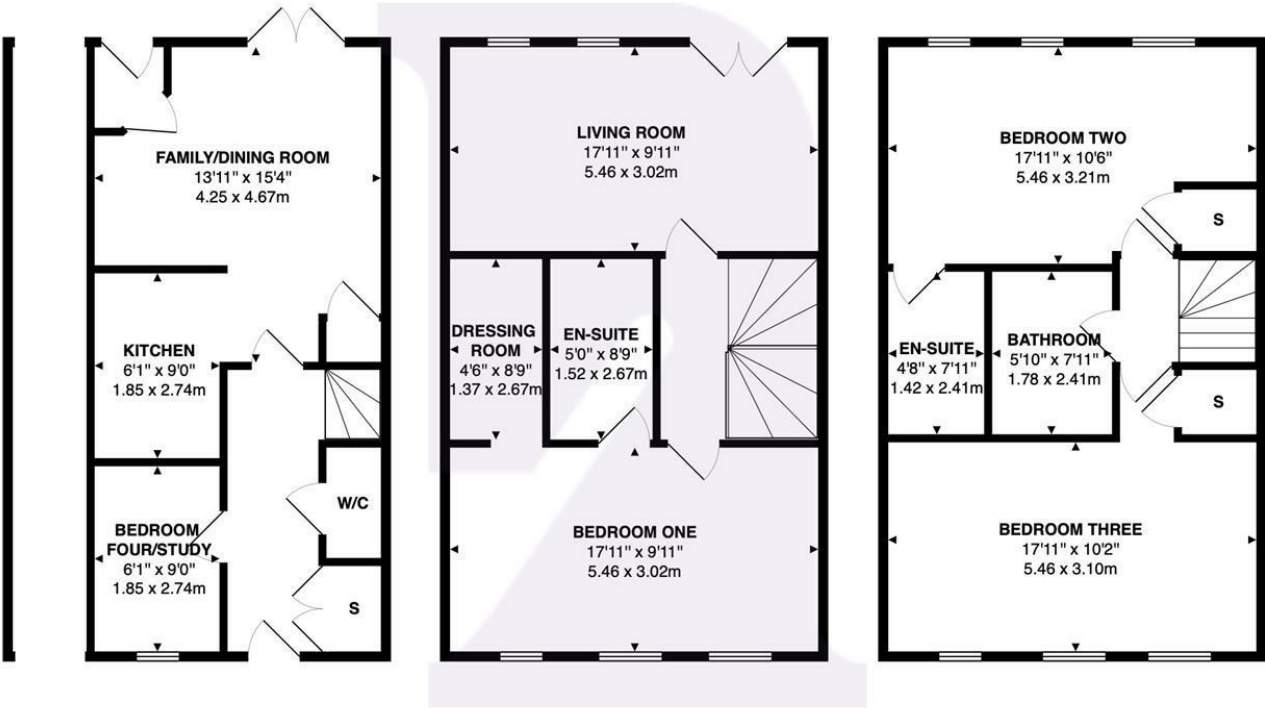 FAMILY/DINING ROOM
13'11" x 15'4"
4.25 x 4.67m
KITCHEN
6'1" x 9'0"
1.85 x 2.74m
BEDROOM
FOUR/STUDY
6'1" x 9'0"
1.85 x 2.74m
W/C
S
LIVING ROOM
17'11" x 9'11"
5.46 x 3.02m
DRESSING
ROOM
4'6" x 8'9"
1.37 x 2.67m
EN-SUITE
5'0" x 8'9"
1.52 x 2.67m
BEDROOM ONE
17'11" x 9'11"
5.46 x 3.02m
BEDROOM TWO
17'11" x 10'6"
5.46 x 3.21m
S
EN-SUITE
4'8" x 7'11"
1.42 x 2.41m
BATHROOM
5'10" x 7'11"
1.78 x 2.41m
S
BEDROOM THREE
17'11" x 10'2"
5.46 x 3.10m